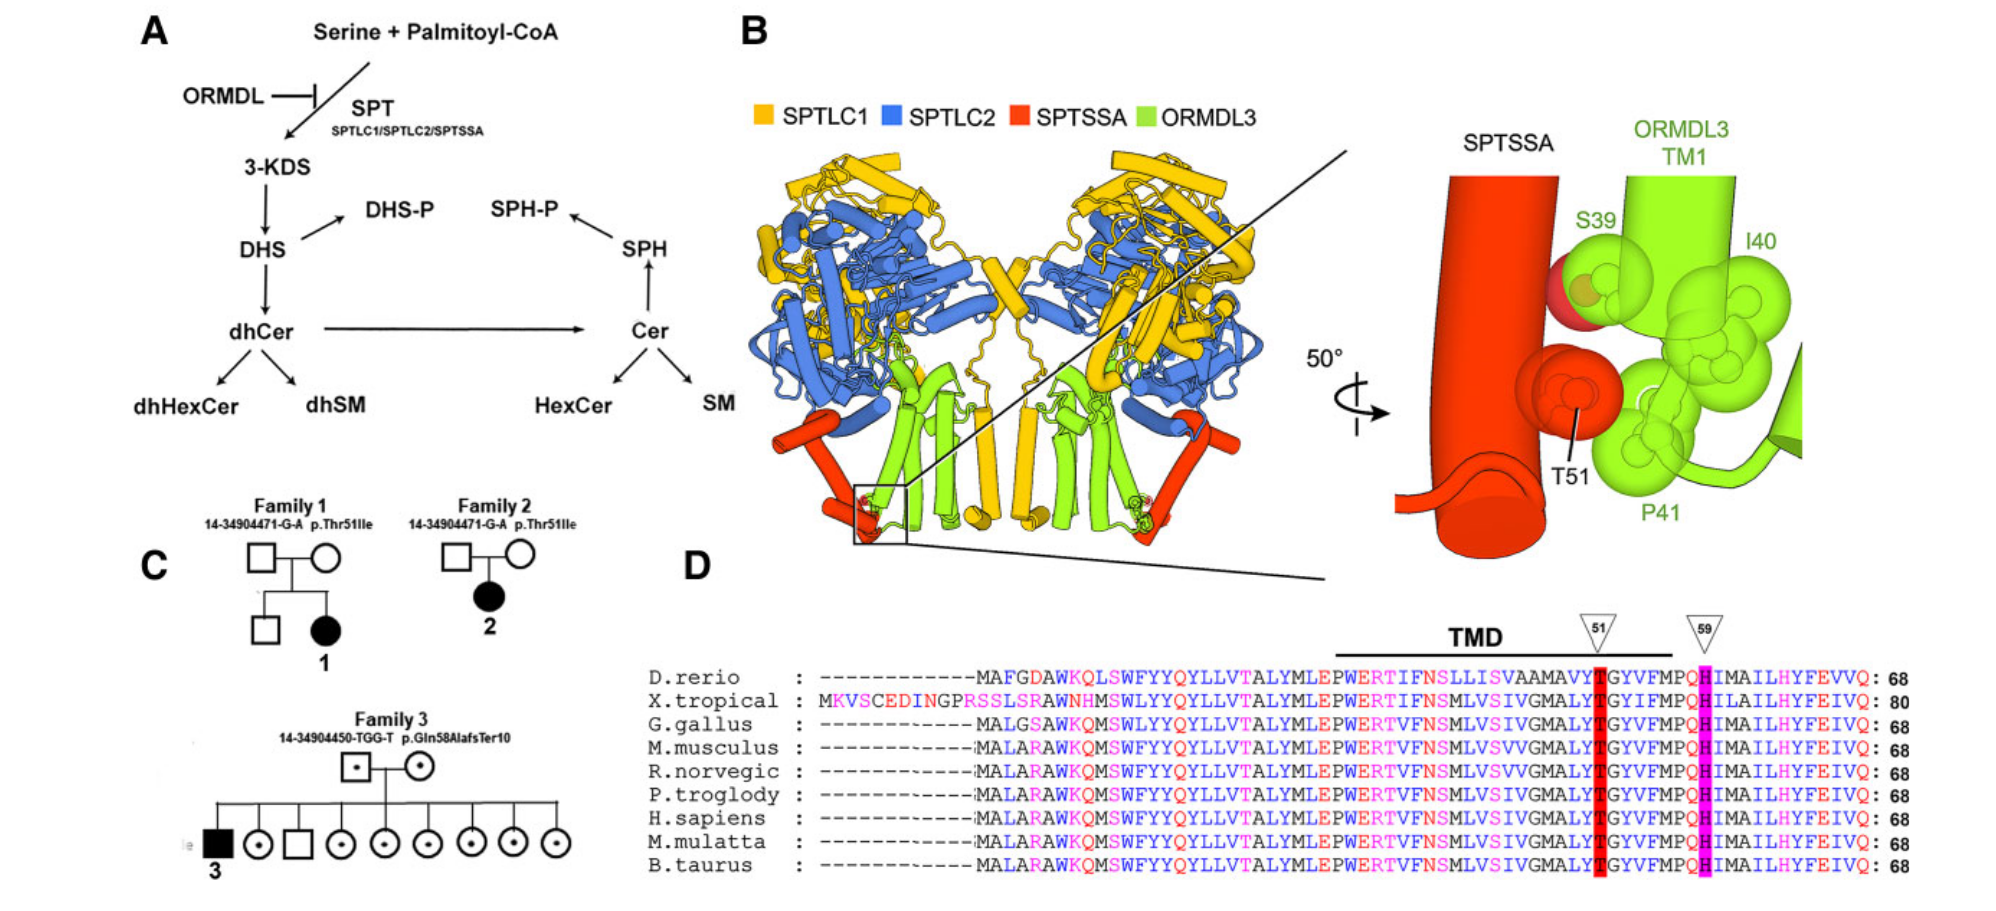 A
Serine + Palmitoyl-CoA
ORMDL
SPT
SPTLC1/SPTLC2/SPTSSA
3-KDS
DHS-P
SPH-P
DHS
SPH
dhCer
Cer
dhHexCer
dhSM
HexCer
SM
B
SPTLC1 SPTLC2 SPTSSA ORMDL3
SPTSSA
ORMDL3
TM1
S39
I40
50°
T51
P41
C
Family 1
14-34904471-G-A p.Thr51Ile
1
Family 2
14-34904471-G-A p.Thr51Ile
2
Family 3
14-34904450-TGG-T p.Gln58AlafsTer10
3
D
TMD
51
59
D.rerio : ------------MAFGDAWKQLSWFYYQYLLVTALYMLEPWERTIFNSLLISVAAMAVYTGYVFMPQHIMAILHYFEVVQ: 68
X.tropical : MKVSCEDINGPRSSLSRAWNHMSWLYYQYLLVTALYMLEPWERTIFNSMLVSIVGMALYTGYIFMPQHILAILHYFEIVQ: 80
G.gallus : ------------MALGSAWKQMSWFYYQYLLVTALYMLEPWERTVFNSMLVSIVGMALYTGYVFMPQHIMAILHYFEIVQ: 68
M.musculus : ------------MALARAWKQMSWFYYQYLLVTALYMLEPWERTVFNSMLVSVVGMALYTGYVFMPQHIMAILHYFEIVQ: 68
R.norvegic : ------------MALARAWKQMSWFYYQYLLVTALYMLEPWERTVFNSMLVSVVGMALYTGYVFMPQHIMAILHYFEIVQ: 68
P.troglody : ------------MALARAWKQMSWFYYQYLLVTALYMLEPWERTVFNSMLVSIVGMALYTGYVFMPQHIMAILHYFEIVQ: 68
H.sapiens : ------------MALARAWKQMSWFYYQYLLVTALYMLEPWERTVFNSMLVSIVGMALYTGYVFMPQHIMAILHYFEIVQ: 68
M.mulatta : ------------MALARAWKQMSWFYYQYLLVTALYMLEPWERTVFNSMLVSIVGMALYTGYVFMPQHIMAILHYFEIVQ: 68
B.taurus : ------------MALARAWKQMSWFYYQYLLVTALYMLEPWERTVFNSMLVSIVGMALYTGYVFMPQHIMAILHYFEIVQ: 68